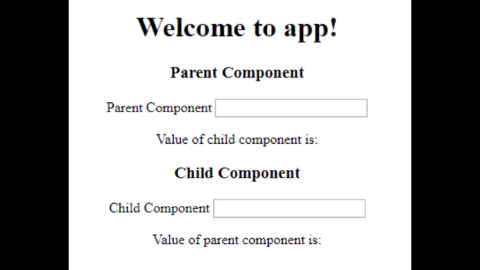 Welcome to app!
Parent Component
Parent Component
Value of child component is:
Child Component
Child Component
Value of parent component is: